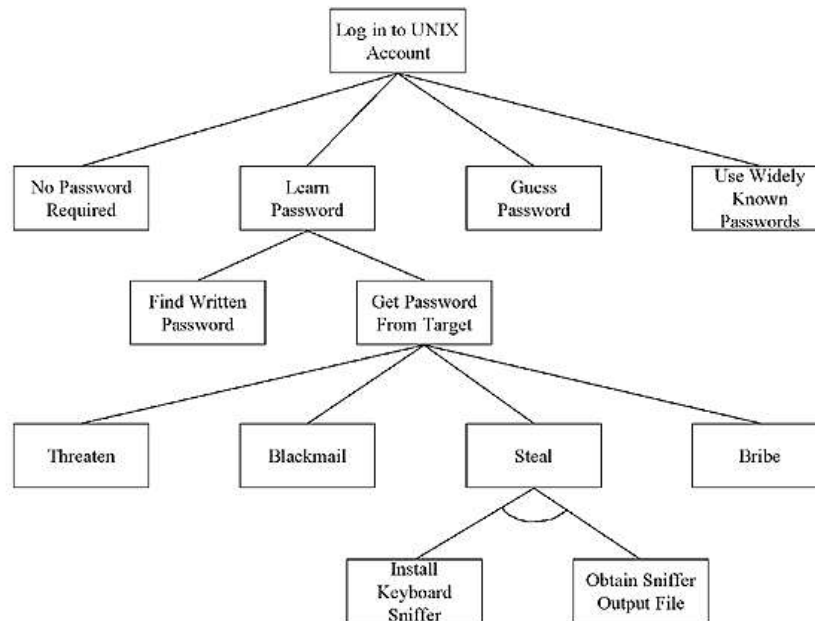 Log in to UNIX
Account
No Password
Required
Learn
Password
Guess
Password
Use Widely
Known
Passwords
Find Written
Password
Get Password
From Target
Threaten
Blackmail
Steal
Bribe
Install
Keyboard
Sniffer
Obtain Sniffer
Output File